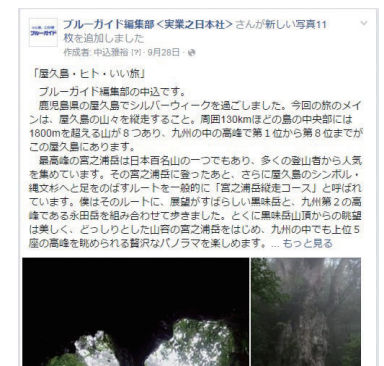 ブルーガイド編集部<実業之日本社>さんが新しい写真11
枚を追加しました
作成者: 中込雅裕 [?]・9月28日・
「屋久島・ヒト・いい旅」
ブルーガイド編集部の中込です。
鹿児島県の屋久島でシルバーウィークを過ごしました。今回の旅のメイ
ンは、屋久島の山々を縦走すること。周囲130kmほどの島の中央部には
1800mを超える山が8つあり、九州の中の高峰で第1位から第8位までが
この屋久島にあります。
最高峰の宮之浦岳は日本百名山の一つでもあり、多くの登山者から人気
を集めています。その宮之浦岳に登ったあと、さらに屋久島のシンボル・
縄文杉へと足をのばすルートを一般的に「宮之浦岳縦走コース」と呼ばれ
ています。僕はそのルートに、展望がすばらしい黒味岳と、九州第2の高
峰である永田岳を組み合わせて歩きました。とくに黒味岳山頂からの眺望
は美しく、どっしりとした山容の宮之浦岳をはじめ、九州の中でも上位5
座の高峰を眺められる贅沢なパノラマを楽しめます。... もっと見る